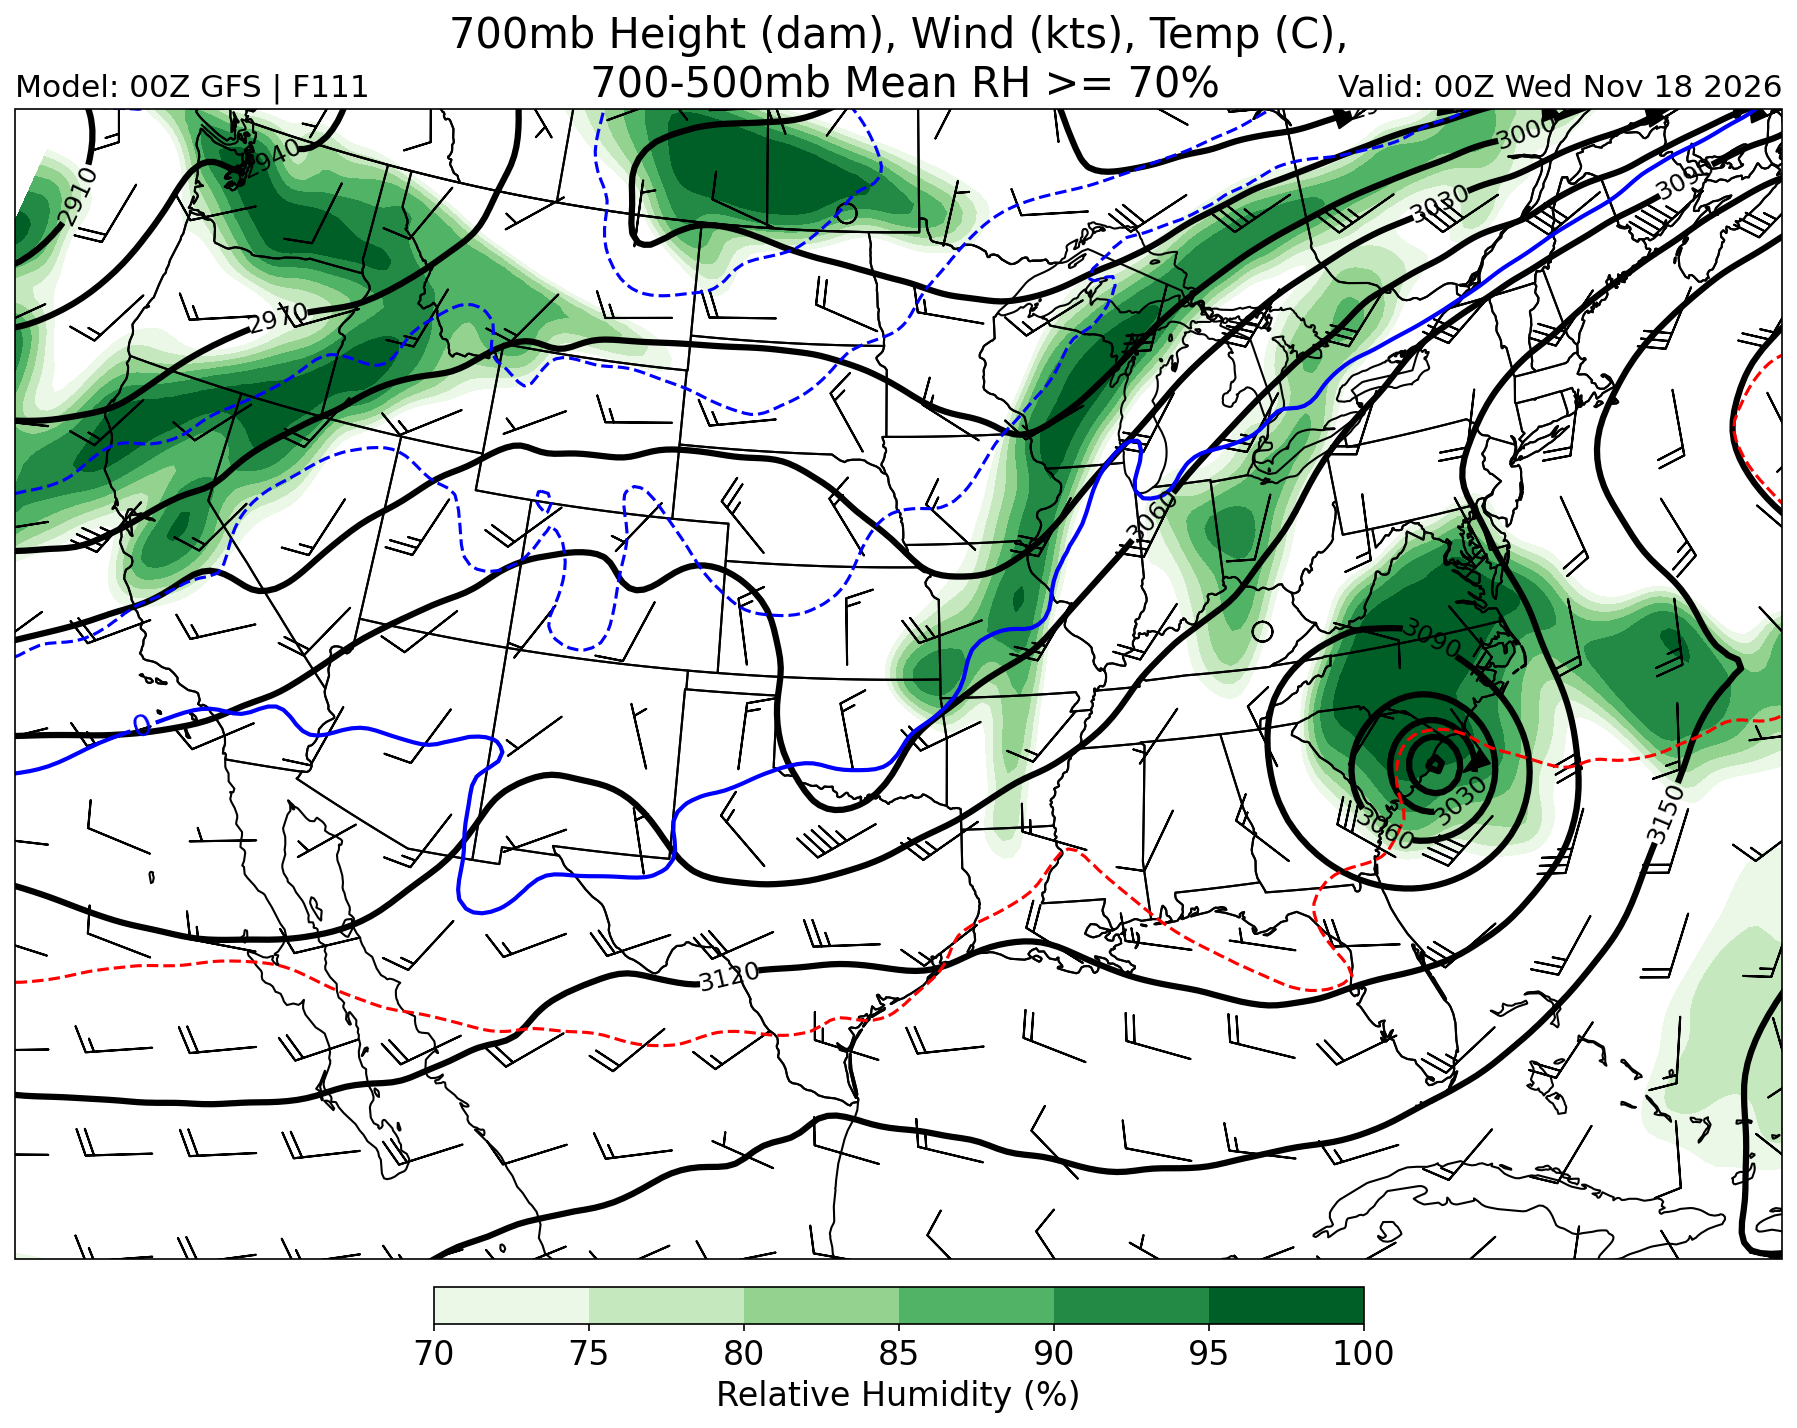 700mb Height (dam), Wind (kts), Temp (C),
700-500mb Mean RH >= 70%
Model: 00Z GFS | F111
Valid: 00Z Wed Nov 18 2026
2940
3000
2910
3090
3030
2970
3060
3090
0
3030
3060
3150
3120
70 75 80 85 90 95 100
Relative Humidity (%)